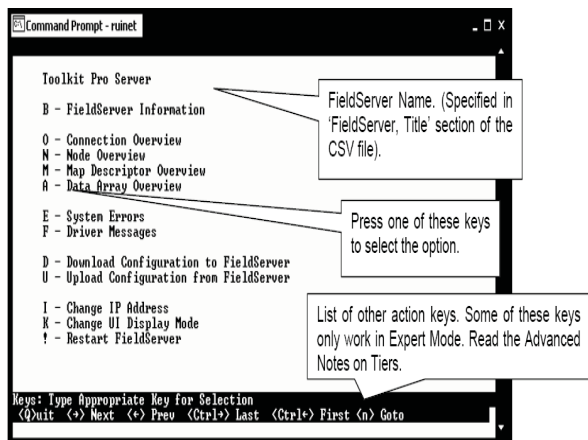 Command Prompt - ruinet
Toolkit Pro Server
B - FieldServer Information
O - Connection Overview
N - Node Overview
M - Map Descriptor Overview
A - Data Array Overview
E - System Errors
F - Driver Messages
D - Download Configuration to FieldServer
U - Upload Configuration from FieldServer
I - Change IP Address
K - Change UI Display Mode
! - Restart FieldServer
Keys: Type Appropriate Key for Selection
<Q>uit <→> Next <←> Prev <Ctrl→> Last <Ctrl←> First <n> Goto
FieldServer Name. (Specified in
‘FieldServer, Title’ section of the
CSV file).
Press one of these keys
to select the option.
List of other action keys. Some of these keys
only work in Expert Mode. Read the Advanced
Notes on Tiers.